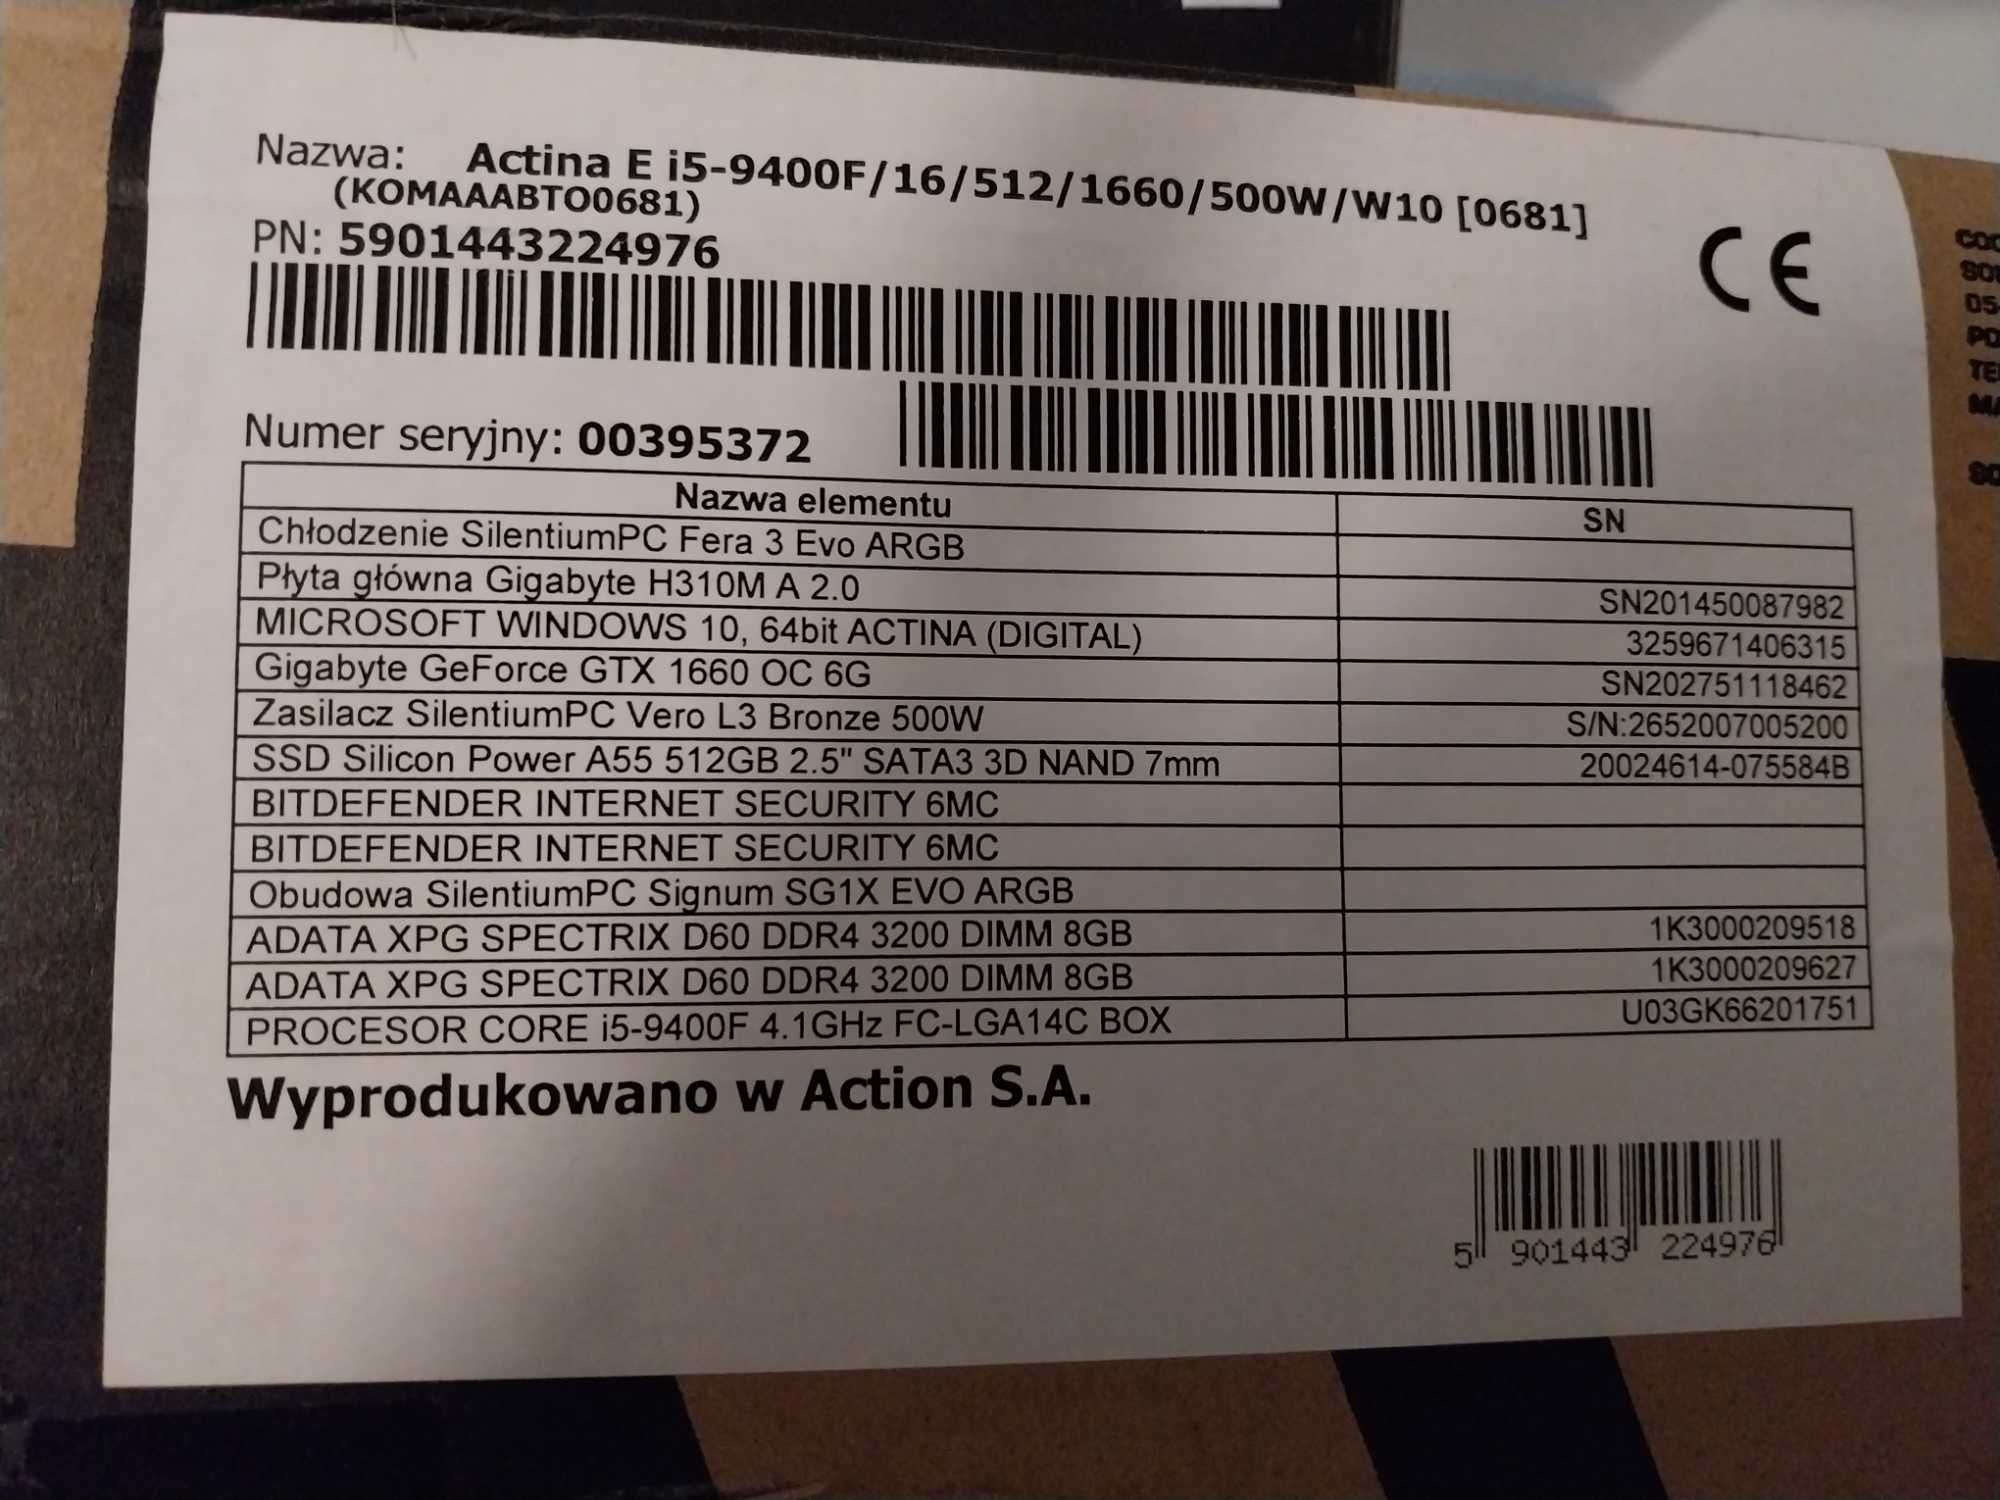 Nazwa: Actina E i5-9400F/16/512/1660/500W/W10 [0681]
(KOMAAABTO0681)
PN: 5901443224976
CE
Numer seryjny: 00395372
Nazwa elementu SN
Chłodzenie SilentiumPC Fera 3 Evo ARGB
Płyta główna Gigabyte H310M A 2.0 SN201450087982
MICROSOFT WINDOWS 10, 64bit ACTINA (DIGITAL) 3259671406315
Gigabyte GeForce GTX 1660 OC 6G SN202751118462
Zasilacz SilentiumPC Vero L3 Bronze 500W S/N:2652007005200
SSD Silicon Power A55 512GB 2.5" SATA3 3D NAND 7mm 20024614-075584B
BITDEFENDER INTERNET SECURITY 6MC
BITDEFENDER INTERNET SECURITY 6MC
Obudowa SilentiumPC Signum SG1X EVO ARGB
ADATA XPG SPECTRIX D60 DDR4 3200 DIMM 8GB 1K3000209518
ADATA XPG SPECTRIX D60 DDR4 3200 DIMM 8GB 1K3000209627
PROCESOR CORE i5-9400F 4.1GHz FC-LGA14C BOX U03GK66201751
Wyprodukowano w Action S.A.
5 901443 224976